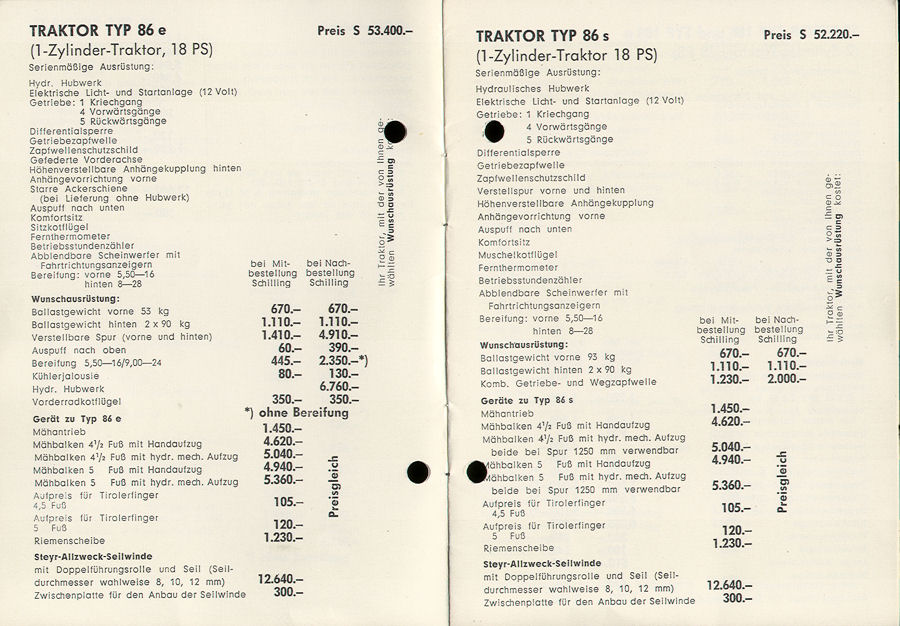 TRAKTOR TYP 86 e Preis S 53.400.–
(1-Zylinder-Traktor, 18 PS)
Serienmäßige Ausrüstung:
Hydr. Hubwerk
Elektrische Licht- und Startanlage (12 Volt)
Getriebe: 1 Kriechgang
4 Vorwärtsgänge
5 Rückwärtsgänge
Differentialsperre
Getriebezapfwelle
Zapfwellenschutzschild
Gefederte Vorderachse
Höhenverstellbare Anhängekupplung hinten
Anhängevorrichtung vorne
Starre Ackerschiene
(bei Lieferung ohne Hubwerk)
Auspuff nach unten
Komfortsitz
Sitzkotflügel
Fernthermometer
Betriebsstundenzähler
Abblendbare Scheinwerfer mit
Fahrtrichtungsanzeigern
Bereifung: vorne 5,50—16
hinten 8—28
Ihr Traktor, mit der von Ihnen ge-
wählten Wunschausrüstung
bei Mit- bei Nach-
bestellung bestellung
Schilling Schilling
Wunschausrüstung:
Ballastgewicht vorne 53 kg 670.– 670.–
Ballastgewicht hinten 2 x 90 kg 1.110.– 1.110.–
Verstellbare Spur (vorne und hinten) 1.410.– 4.910.–
Auspuff nach oben 60.– 390.–
Bereifung 5,50—16/9,00—24 445.– 2.350.–*)
Kühlerjalousie 80.– 130.–
Hydr. Hubwerk 6.760.–
Vorderradkotflügel 350.– 350.–
*) ohne Bereifung
Gerät zu Typ 86 e
Mähantrieb 1.450.–
Mähbalken 4½ Fuß mit Handaufzug 4.620.–
Mähbalken 4½ Fuß mit hydr. mech. Aufzug 5.040.–
Mähbalken 5 Fuß mit Handaufzug 4.940.–
Mähbalken 5 Fuß mit hydr. mech. Aufzug 5.360.–
Aufpreis für Tirolerfinger
4,5 Fuß 105.–
Aufpreis für Tirolerfinger
5 Fuß 120.–
Riemenscheibe 1.230.–
Preisgleich
Steyr-Allzweck-Seilwinde
mit Doppelführungsrolle und Seil (Seil-
durchmesser wahlweise 8, 10, 12 mm) 12.640.–
Zwischenplatte für den Anbau der Seilwinde 300.–
TRAKTOR TYP 86 s Preis S 52.220.–
(1-Zylinder-Traktor 18 PS)
Serienmäßige Ausrüstung:
Hydraulisches Hubwerk
Elektrische Licht- und Startanlage (12 Volt)
Getriebe: 1 Kriechgang
4 Vorwärtsgänge
5 Rückwärtsgänge
Differentialsperre
Getriebezapfwelle
Zapfwellenschutzschild
Verstellspur vorne und hinten
Höhenverstellbare Anhängekupplung
Anhängevorrichtung vorne
Auspuff nach unten
Komfortsitz
Muschelkotflügel
Fernthermometer
Betriebsstundenzähler
Abblendbare Scheinwerfer mit
Fahrtrichtungsanzeigern
Bereifung: vorne 5,50—16
hinten 8—28
Ihr Traktor, mit der von Ihnen ge-
wählten Wunschausrüstung kostet:
bei Mit- bei Nach-
bestellung bestellung
Schilling Schilling
Wunschausrüstung:
Ballastgewicht vorne 93 kg 670.– 670.–
Ballastgewicht hinten 2 x 90 kg 1.110.– 1.110.–
Komb. Getriebe- und Wegzapfwelle 1.230.– 2.000.–
Geräte zu Typ 86 s
Mähantrieb 1.450.–
Mähbalken 4½ Fuß mit Handaufzug 4.620.–
Mähbalken 4½ Fuß mit hydr. mech. Aufzug
beide bei Spur 1250 mm verwendbar 5.040.–
Mähbalken 5 Fuß mit Handaufzug 4.940.–
Mähbalken 5 Fuß mit hydr. mech. Aufzug
beide bei Spur 1250 mm verwendbar 5.360.–
Aufpreis für Tirolerfinger
4,5 Fuß 105.–
Aufpreis für Tirolerfinger
5 Fuß 120.–
Riemenscheibe 1.230.–
Preisgleich
Steyr-Allzweck-Seilwinde
mit Doppelführungsrolle und Seil (Seil-
durchmesser wahlweise 8, 10, 12 mm) 12.640.–
Zwischenplatte für den Anbau der Seilwinde 300.–